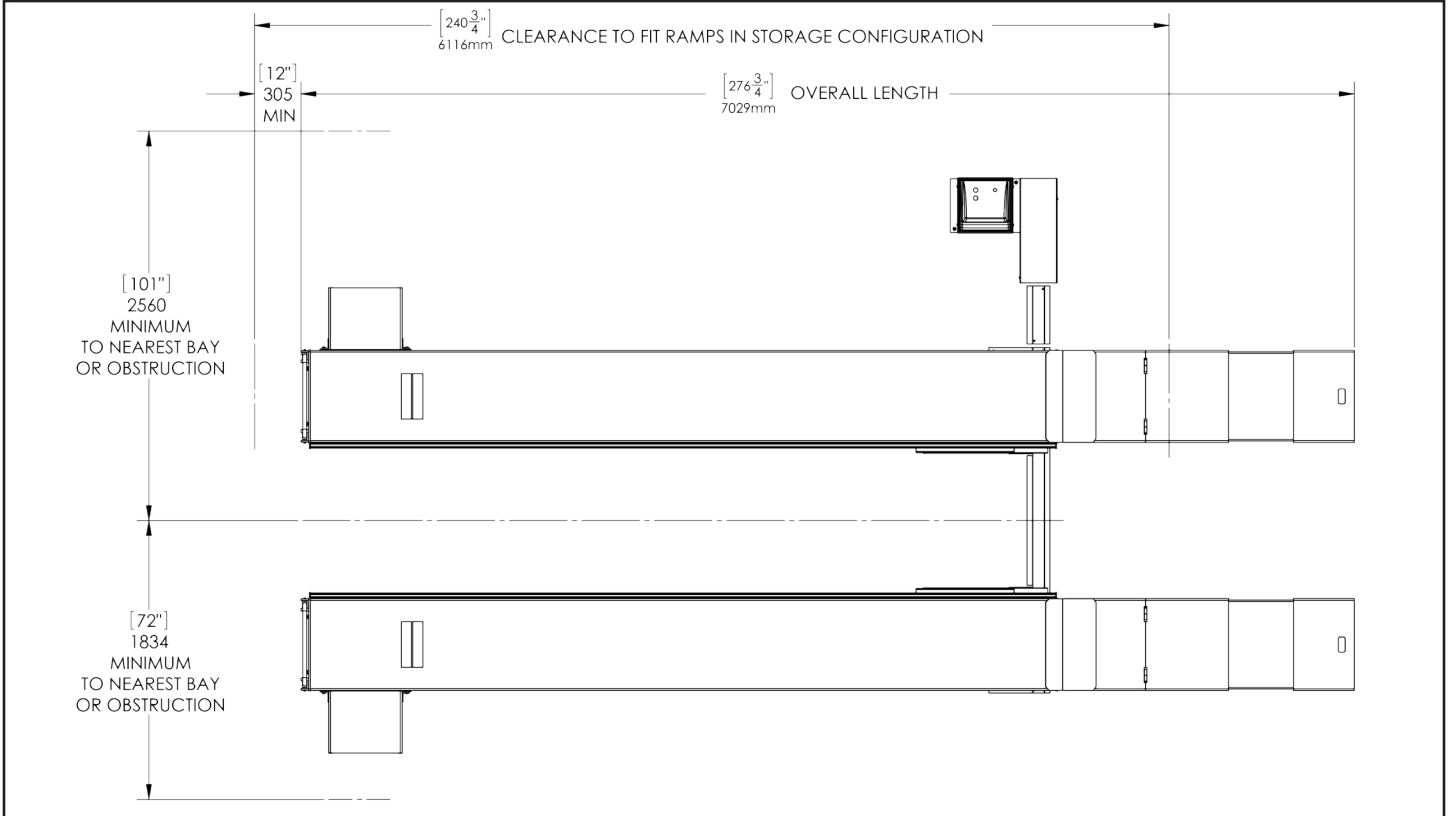 [240 3/4"]
6116mm
CLEARANCE TO FIT RAMPS IN STORAGE CONFIGURATION
[12"]
305
MIN
[276 3/4"]
7029mm
OVERALL LENGTH
[101"]
2560
MINIMUM
TO NEAREST BAY
OR OBSTRUCTION
[72"]
1834
MINIMUM
TO NEAREST BAY
OR OBSTRUCTION